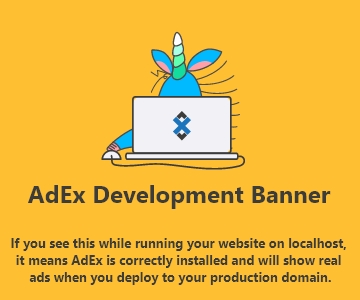 AdEx Development Banner
If you see this while running your website on localhost,
it means AdEx is correctly installed and will show real
ads when you deploy to your production domain.